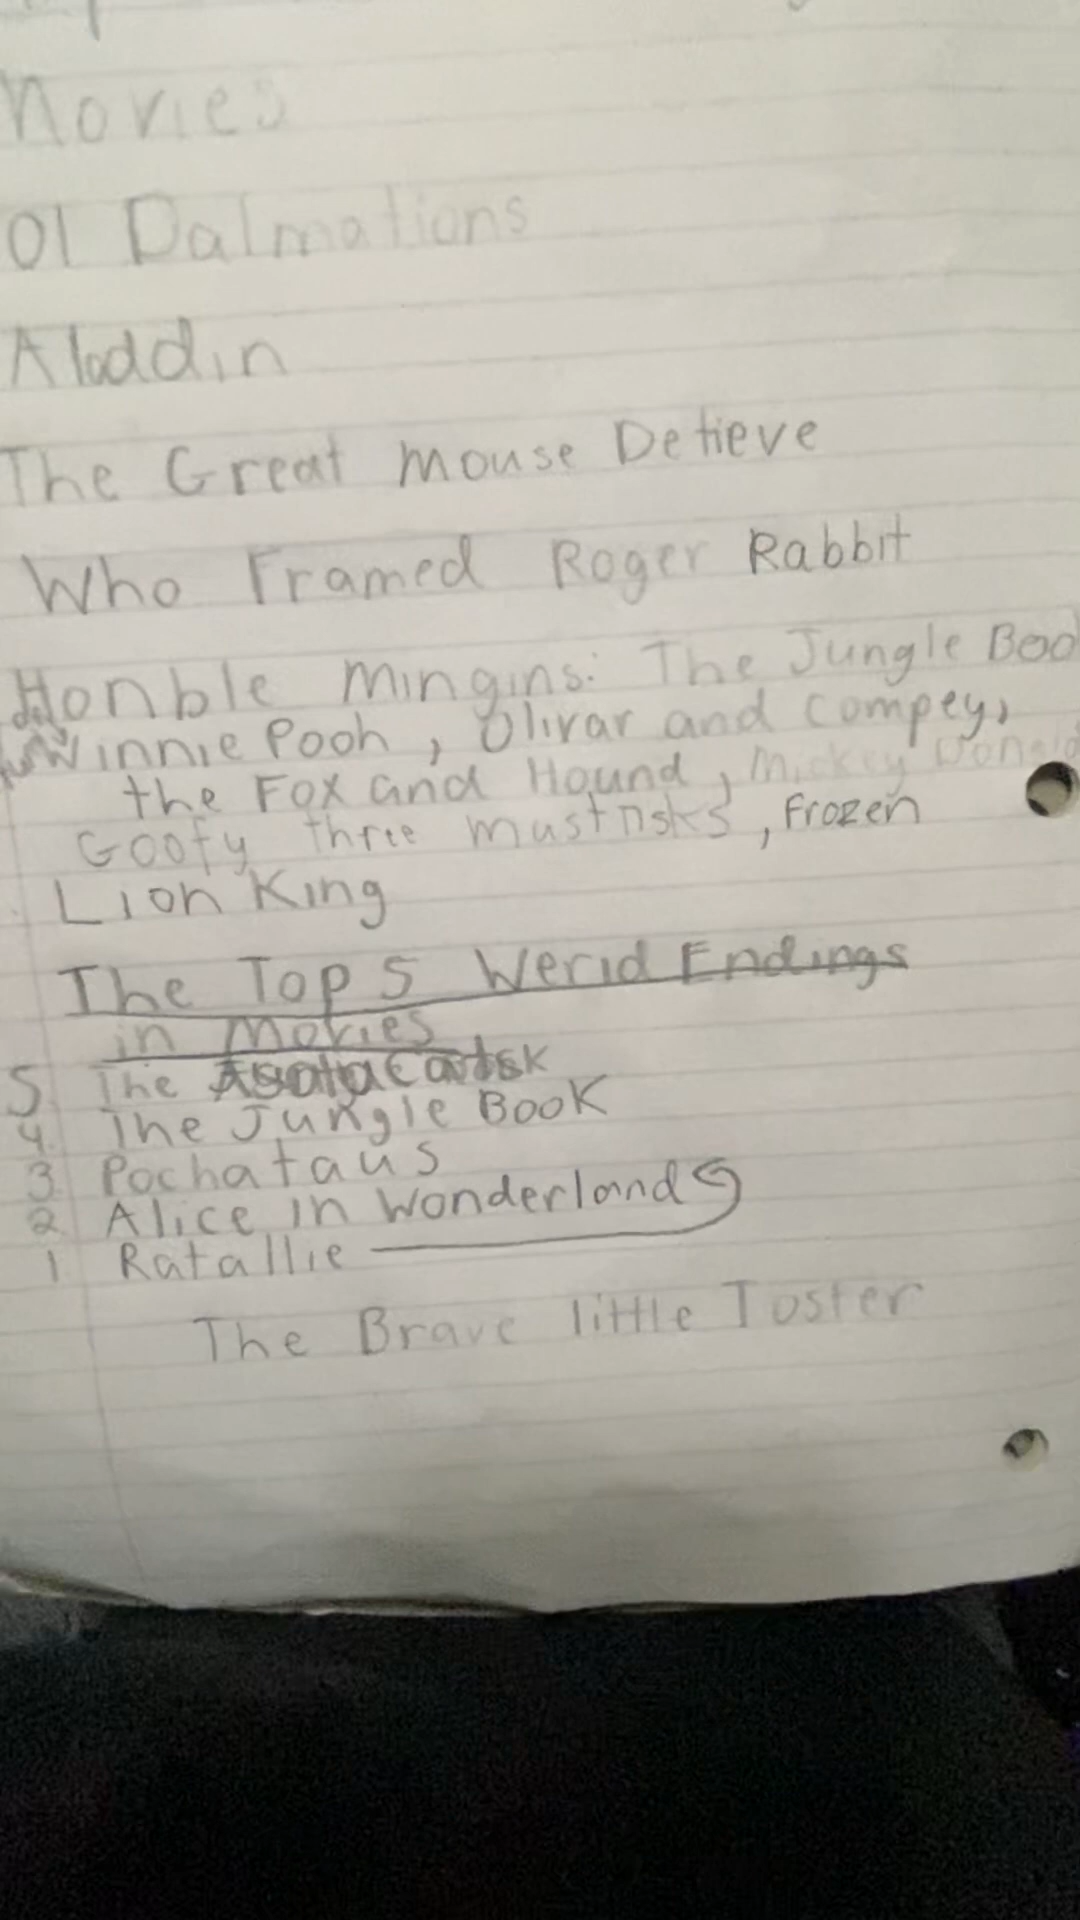 Movies
01 Dalmations
Aladdin
The Great Mouse Detieve
Who Framed Roger Rabbit
Honble Mingins: The Jungle Boo
Winnie Pooh, Olivar and Compey,
the Fox and Hound, Mickey Donald
Goofy three , Frozen
Lion King
The Top 5 Werid Endings
in Movies
5 The
4 The Jungle Book
3 Pochataus
2 Alice in Wonderland
1 Ratallie
The Brave little Toster